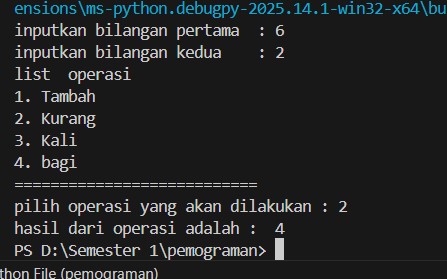 ensions\ms-python.debugpy-2025.14.1-win32-x64\bu
inputkan bilangan pertama  : 6
inputkan bilangan kedua    : 2
list  operasi
1. Tambah
2. Kurang
3. Kali
4. bagi
==========================
pilih operasi yang akan dilakukan : 2
hasil dari operasi adalah :  4
PS D:\Semester 1\pemograman>
thon File (pemograman)